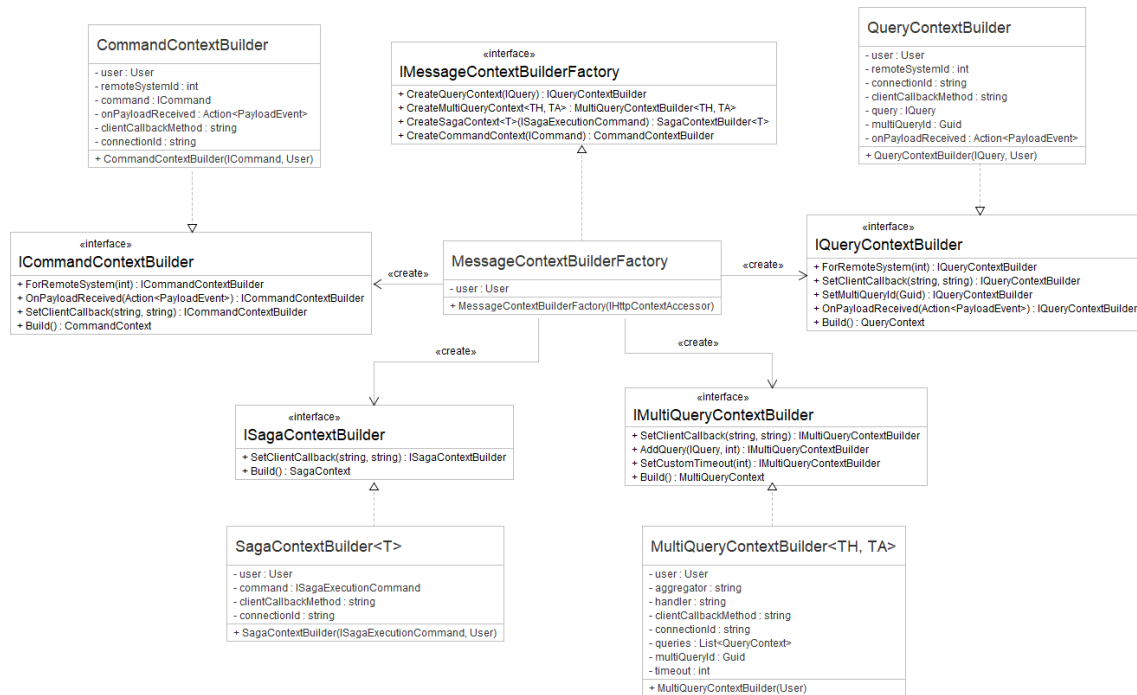 CommandContextBuilder
- user : User
- remoteSystemId : int
- command : ICommand
- onPayloadReceived : Action<PayloadEvent>
- clientCallbackMethod : string
- connectionId : string
+ CommandContextBuilder(ICommand, User)
«interface»
IMessageContextBuilderFactory
+ CreateQueryContext(IQuery) : IQueryContextBuilder
+ CreateMultiQueryContext<TH, TA> : MultiQueryContextBuilder<TH, TA>
+ CreateSagaContext<T>(ISagaExecutionCommand) : SagaContextBuilder<T>
+ CreateCommandContext(ICommand) : CommandContextBuilder
QueryContextBuilder
- user : User
- remoteSystemId : int
- connectionId : string
- clientCallbackMethod : string
- query : IQuery
- multiQueryId : Guid
- onPayloadReceived : Action<PayloadEvent>
+ QueryContextBuilder(IQuery, User)
«interface»
ICommandContextBuilder
+ ForRemoteSystem(int) : ICommandContextBuilder
+ OnPayloadReceived(Action<PayloadEvent>) : ICommandContextBuilder
+ SetClientCallback(string, string) : ICommandContextBuilder
+ Build() : CommandContext
«create»
MessageContextBuilderFactory
- user : User
+ MessageContextBuilderFactory(IHttpContextAccessor)
«create»
«interface»
IQueryContextBuilder
+ ForRemoteSystem(int) : IQueryContextBuilder
+ SetClientCallback(string, string) : IQueryContextBuilder
+ SetMultiQueryId(Guid) : IQueryContextBuilder
+ OnPayloadReceived(Action<PayloadEvent>) : IQueryContextBuilder
+ Build() : QueryContext
«create»
«create»
«interface»
ISagaContextBuilder
+ SetClientCallback(string, string) : ISagaContextBuilder
+ Build() : SagaContext
«interface»
IMultiQueryContextBuilder
+ SetClientCallback(string, string) : IMultiQueryContextBuilder
+ AddQuery(IQuery, int) : IMultiQueryContextBuilder
+ SetCustomTimeout(int) : IMultiQueryContextBuilder
+ Build() : MultiQueryContext
SagaContextBuilder<T>
- user : User
- command : ISagaExecutionCommand
- clientCallbackMethod : string
- connectionId : string
+ SagaContextBuilder(ISagaExecutionCommand, User)
MultiQueryContextBuilder<TH, TA>
- user : User
- aggregator : string
- handler : string
- clientCallbackMethod : string
- connectionId : string
- queries : List<QueryContext>
- multiQueryId : Guid
- timeout : int
+ MultiQueryContextBuilder(User)